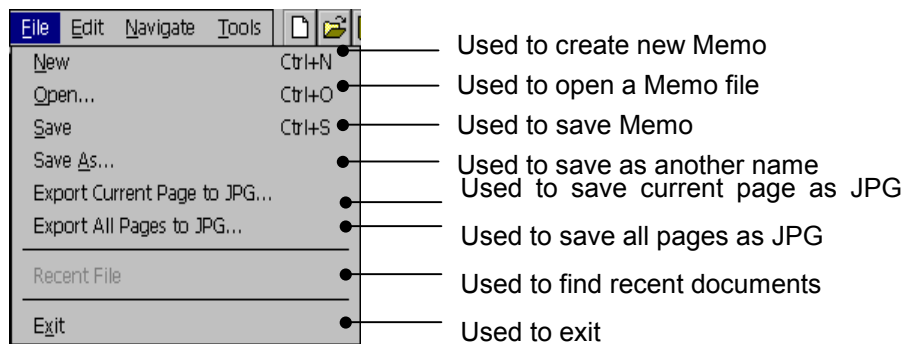 File Edit Navigate Tools
New Ctrl+N
Used to create new Memo
Open... Ctrl+O
Used to open a Memo file
Save Ctrl+S
Used to save Memo
Save As...
Used to save as another name
Export Current Page to JPG...
Used to save current page as JPG
Export All Pages to JPG...
Used to save all pages as JPG
Recent File
Used to find recent documents
Exit
Used to exit